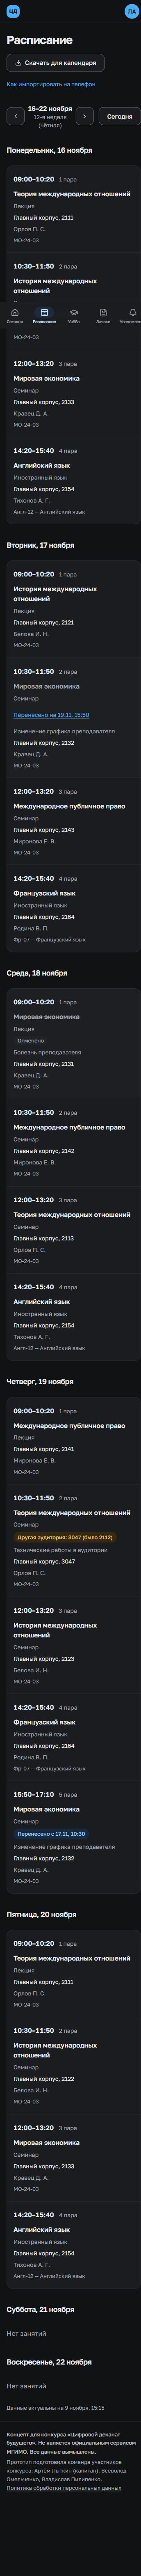 ЦД
ЛА
Расписание
Скачать для календаря
Как импортировать на телефон
16–22 ноября
12-я неделя
(чётная)
Сегодня
Понедельник, 16 ноября
09:00–10:20 1 пара
Теория международных отношений
Лекция
Главный корпус, 2111
Орлов П. С.
МО-24-03
10:30–11:50 2 пара
История международных
отношений
Сегодня
Расписание
Учёба
Заявки
Уведомлен
МО-24-03
12:00–13:20 3 пара
Мировая экономика
Семинар
Главный корпус, 2133
Кравец Д. А.
МО-24-03
14:20–15:40 4 пара
Английский язык
Иностранный язык
Главный корпус, 2154
Тихонов А. Г.
Англ-12 — Английский язык
Вторник, 17 ноября
09:00–10:20 1 пара
История международных
отношений
Лекция
Главный корпус, 2121
Белова И. Н.
МО-24-03
10:30–11:50 2 пара
Мировая экономика
Семинар
Перенесено на 19.11, 15:50
Изменение графика преподавателя
Главный корпус, 2132
Кравец Д. А.
МО-24-03
12:00–13:20 3 пара
Международное публичное право
Семинар
Главный корпус, 2143
Миронова Е. В.
МО-24-03
14:20–15:40 4 пара
Французский язык
Иностранный язык
Главный корпус, 2164
Родина В. П.
Фр-07 — Французский язык
Среда, 18 ноября
09:00–10:20 1 пара
Мировая экономика
Лекция
Отменено
Болезнь преподавателя
Главный корпус, 2131
Кравец Д. А.
МО-24-03
10:30–11:50 2 пара
Международное публичное право
Семинар
Главный корпус, 2142
Миронова Е. В.
МО-24-03
12:00–13:20 3 пара
Теория международных отношений
Семинар
Главный корпус, 2113
Орлов П. С.
МО-24-03
14:20–15:40 4 пара
Английский язык
Иностранный язык
Главный корпус, 2154
Тихонов А. Г.
Англ-12 — Английский язык
Четверг, 19 ноября
09:00–10:20 1 пара
Международное публичное право
Лекция
Главный корпус, 2141
Миронова Е. В.
МО-24-03
10:30–11:50 2 пара
Теория международных отношений
Семинар
Другая аудитория: 3047 (было 2112)
Технические работы в аудитории
Главный корпус, 3047
Орлов П. С.
МО-24-03
12:00–13:20 3 пара
История международных
отношений
Семинар
Главный корпус, 2123
Белова И. Н.
МО-24-03
14:20–15:40 4 пара
Французский язык
Иностранный язык
Главный корпус, 2164
Родина В. П.
Фр-07 — Французский язык
15:50–17:10 5 пара
Мировая экономика
Семинар
Перенесено с 17.11, 10:30
Изменение графика преподавателя
Главный корпус, 2132
Кравец Д. А.
МО-24-03
Пятница, 20 ноября
09:00–10:20 1 пара
Теория международных отношений
Лекция
Главный корпус, 2111
Орлов П. С.
МО-24-03
10:30–11:50 2 пара
История международных
отношений
Семинар
Главный корпус, 2122
Белова И. Н.
МО-24-03
12:00–13:20 3 пара
Мировая экономика
Семинар
Главный корпус, 2133
Кравец Д. А.
МО-24-03
14:20–15:40 4 пара
Английский язык
Иностранный язык
Главный корпус, 2154
Тихонов А. Г.
Англ-12 — Английский язык
Суббота, 21 ноября
Нет занятий
Воскресенье, 22 ноября
Нет занятий
Данные актуальны на 9 ноября, 15:15
Концепт для конкурса «Цифровой деканат
будущего». Не является официальным сервисом
МГИМО. Все данные вымышлены.
Прототип подготовила команда участников
конкурса: Артём Лыткин (капитан), Всеволод
Омельченко, Владислав Пилипенко.
Политика обработки персональных данных